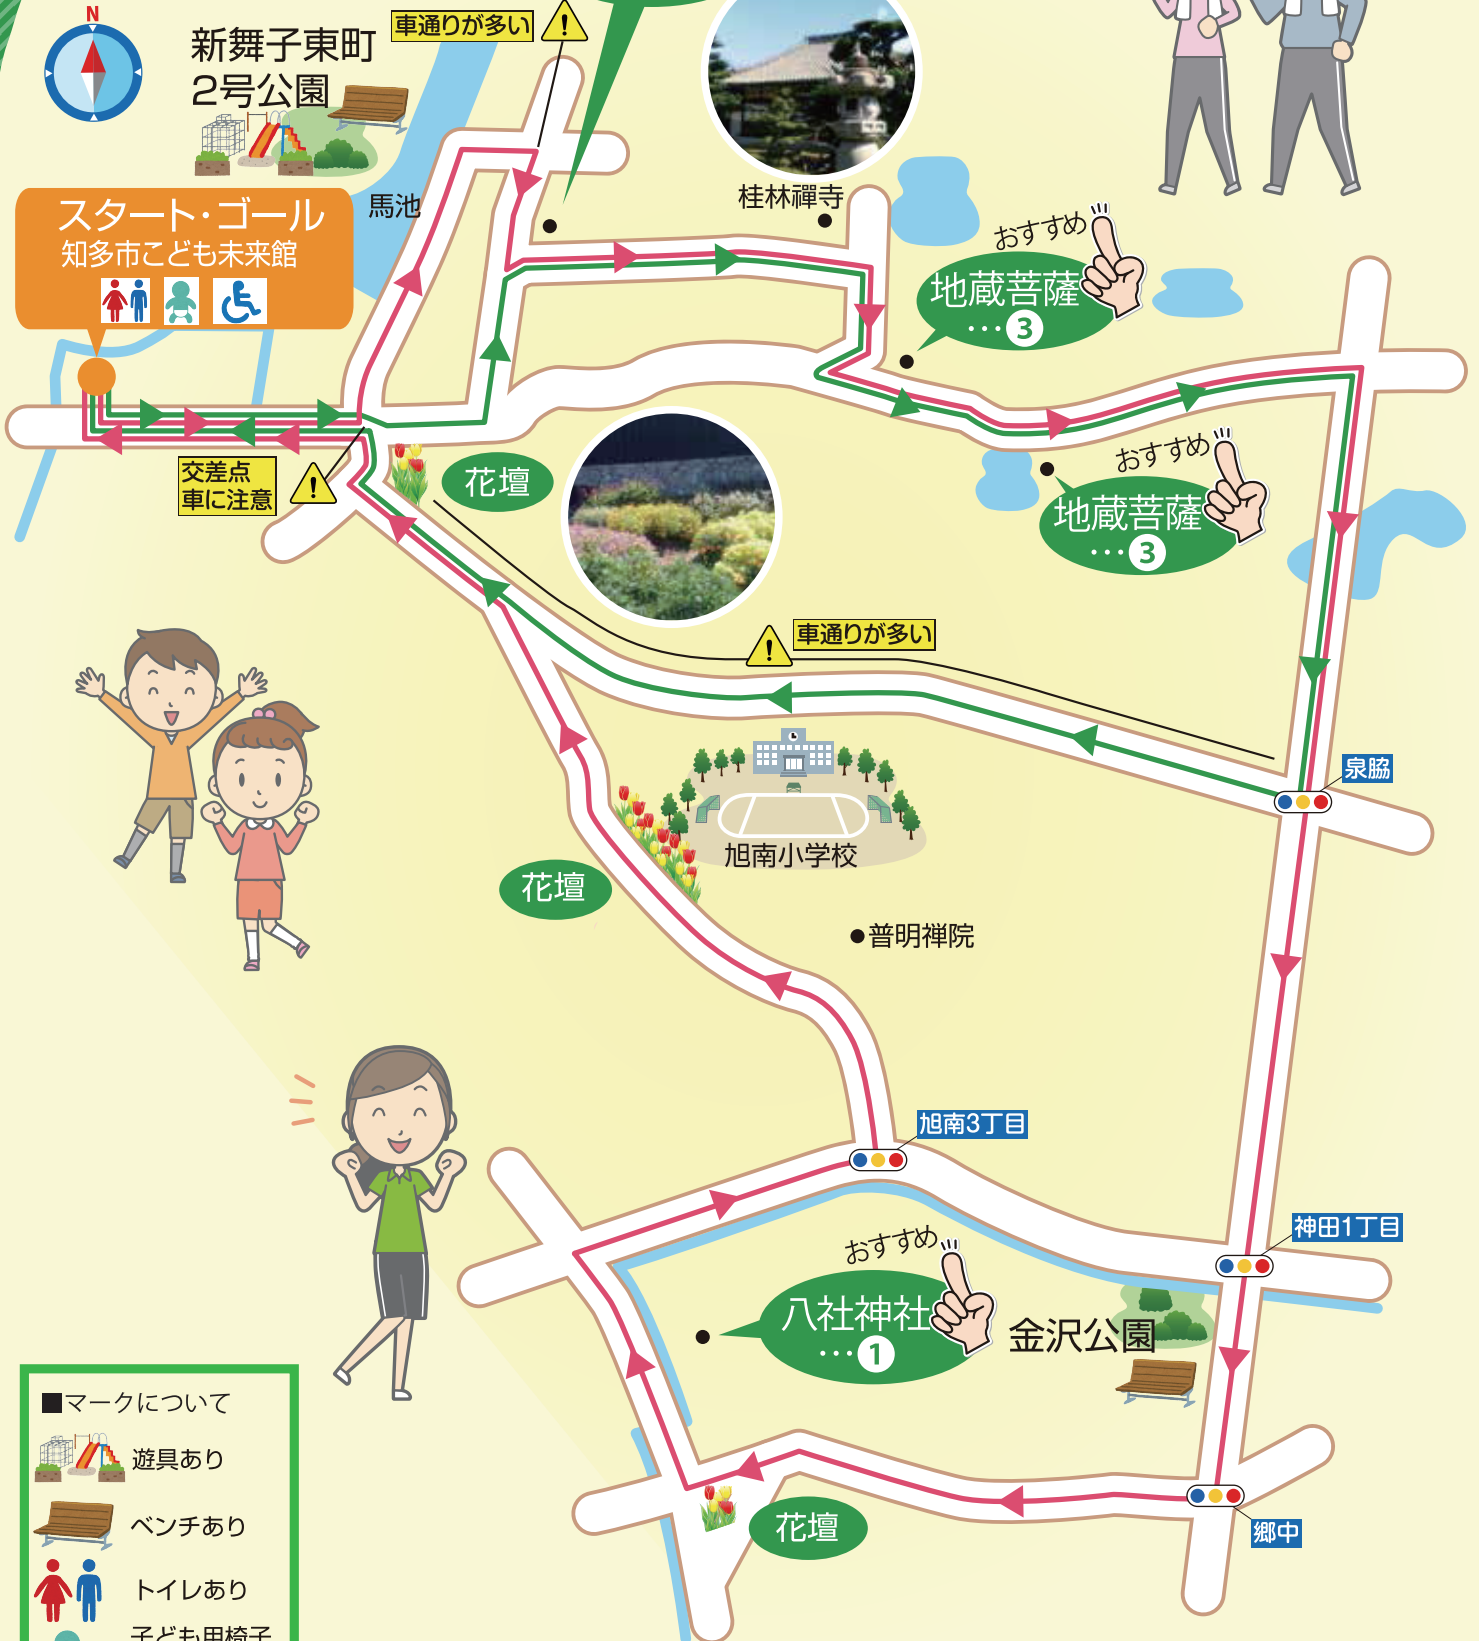 N
新舞子東町
2号公園
車通りが多い
馬池
桂林禪寺
スタート・ゴール
知多市こども未来館
おすすめ
地蔵菩薩
…3
交差点
車に注意
花壇
おすすめ
地蔵菩薩
…3
車通りが多い
泉脇
旭南小学校
花壇
普明禅院
旭南3丁目
神田1丁目
おすすめ
八社神社
…1
金沢公園
■マークについて
遊具あり
ベンチあり
花壇
郷中
トイレあり
子ども用椅子